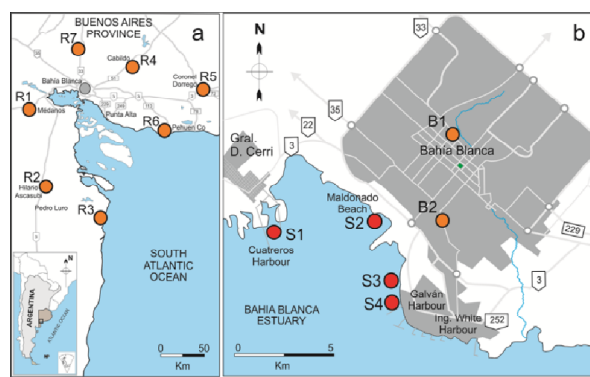 BUENOS AIRES
PROVINCE
a
R7
R4
Cabildo
Bahía Blanca
Coronel
Dorrego
R5
R1
Médanos
Punta Alta
R6
Pehuen Co
R2
Hilario
Ascasubi
Pedro Luro
R3
SOUTH
ATLANTIC
OCEAN
N
ARGENTINA
ATLANTIC OCEAN
0
50
Km
N
b
33
35
22
3
Gral.
D. Cerri
B1
Bahía Blanca
Maldonado
Beach
S2
B2
S1
Cuatreros
Harbour
229
3
S3
S4
Galván
Harbour
Ing. White
Harbour
252
BAHIA BLANCA
ESTUARY
0
5
Km